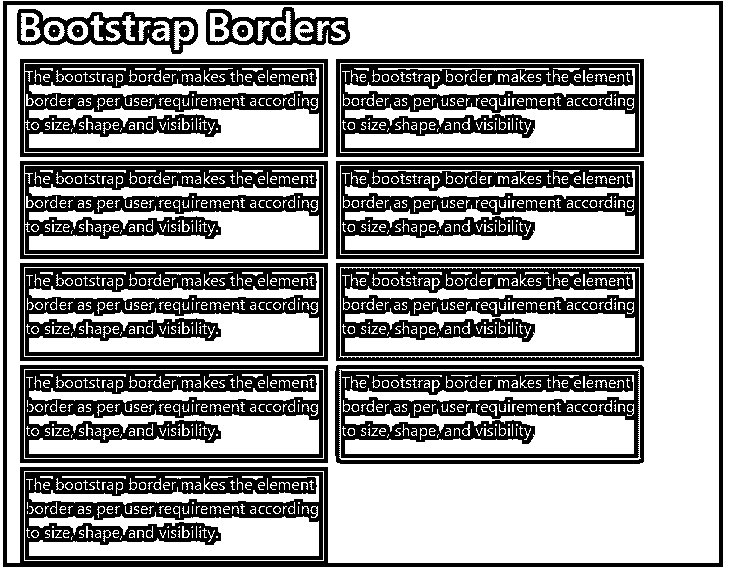 Bootstrap Borders
The bootstrap border makes the element
border as per user requirement according
to size, shape, and visibility.
The bootstrap border makes the element
border as per user requirement according
to size, shape, and visibility
The bootstrap border makes the element
border as per user requirement according
to size, shape, and visibility.
The bootstrap border makes the element
border as per user requirement according
to size, shape, and visibility
The bootstrap border makes the element
border as per user requirement according
to size, shape, and visibility.
The bootstrap border makes the element
border as per user requirement according
to size, shape, and visibility
The bootstrap border makes the element
border as per user requirement according
to size, shape, and visibility.
The bootstrap border makes the element
border as per user requirement according
to size, shape, and visibility
The bootstrap border makes the element
border as per user requirement according
to size, shape, and visibility.